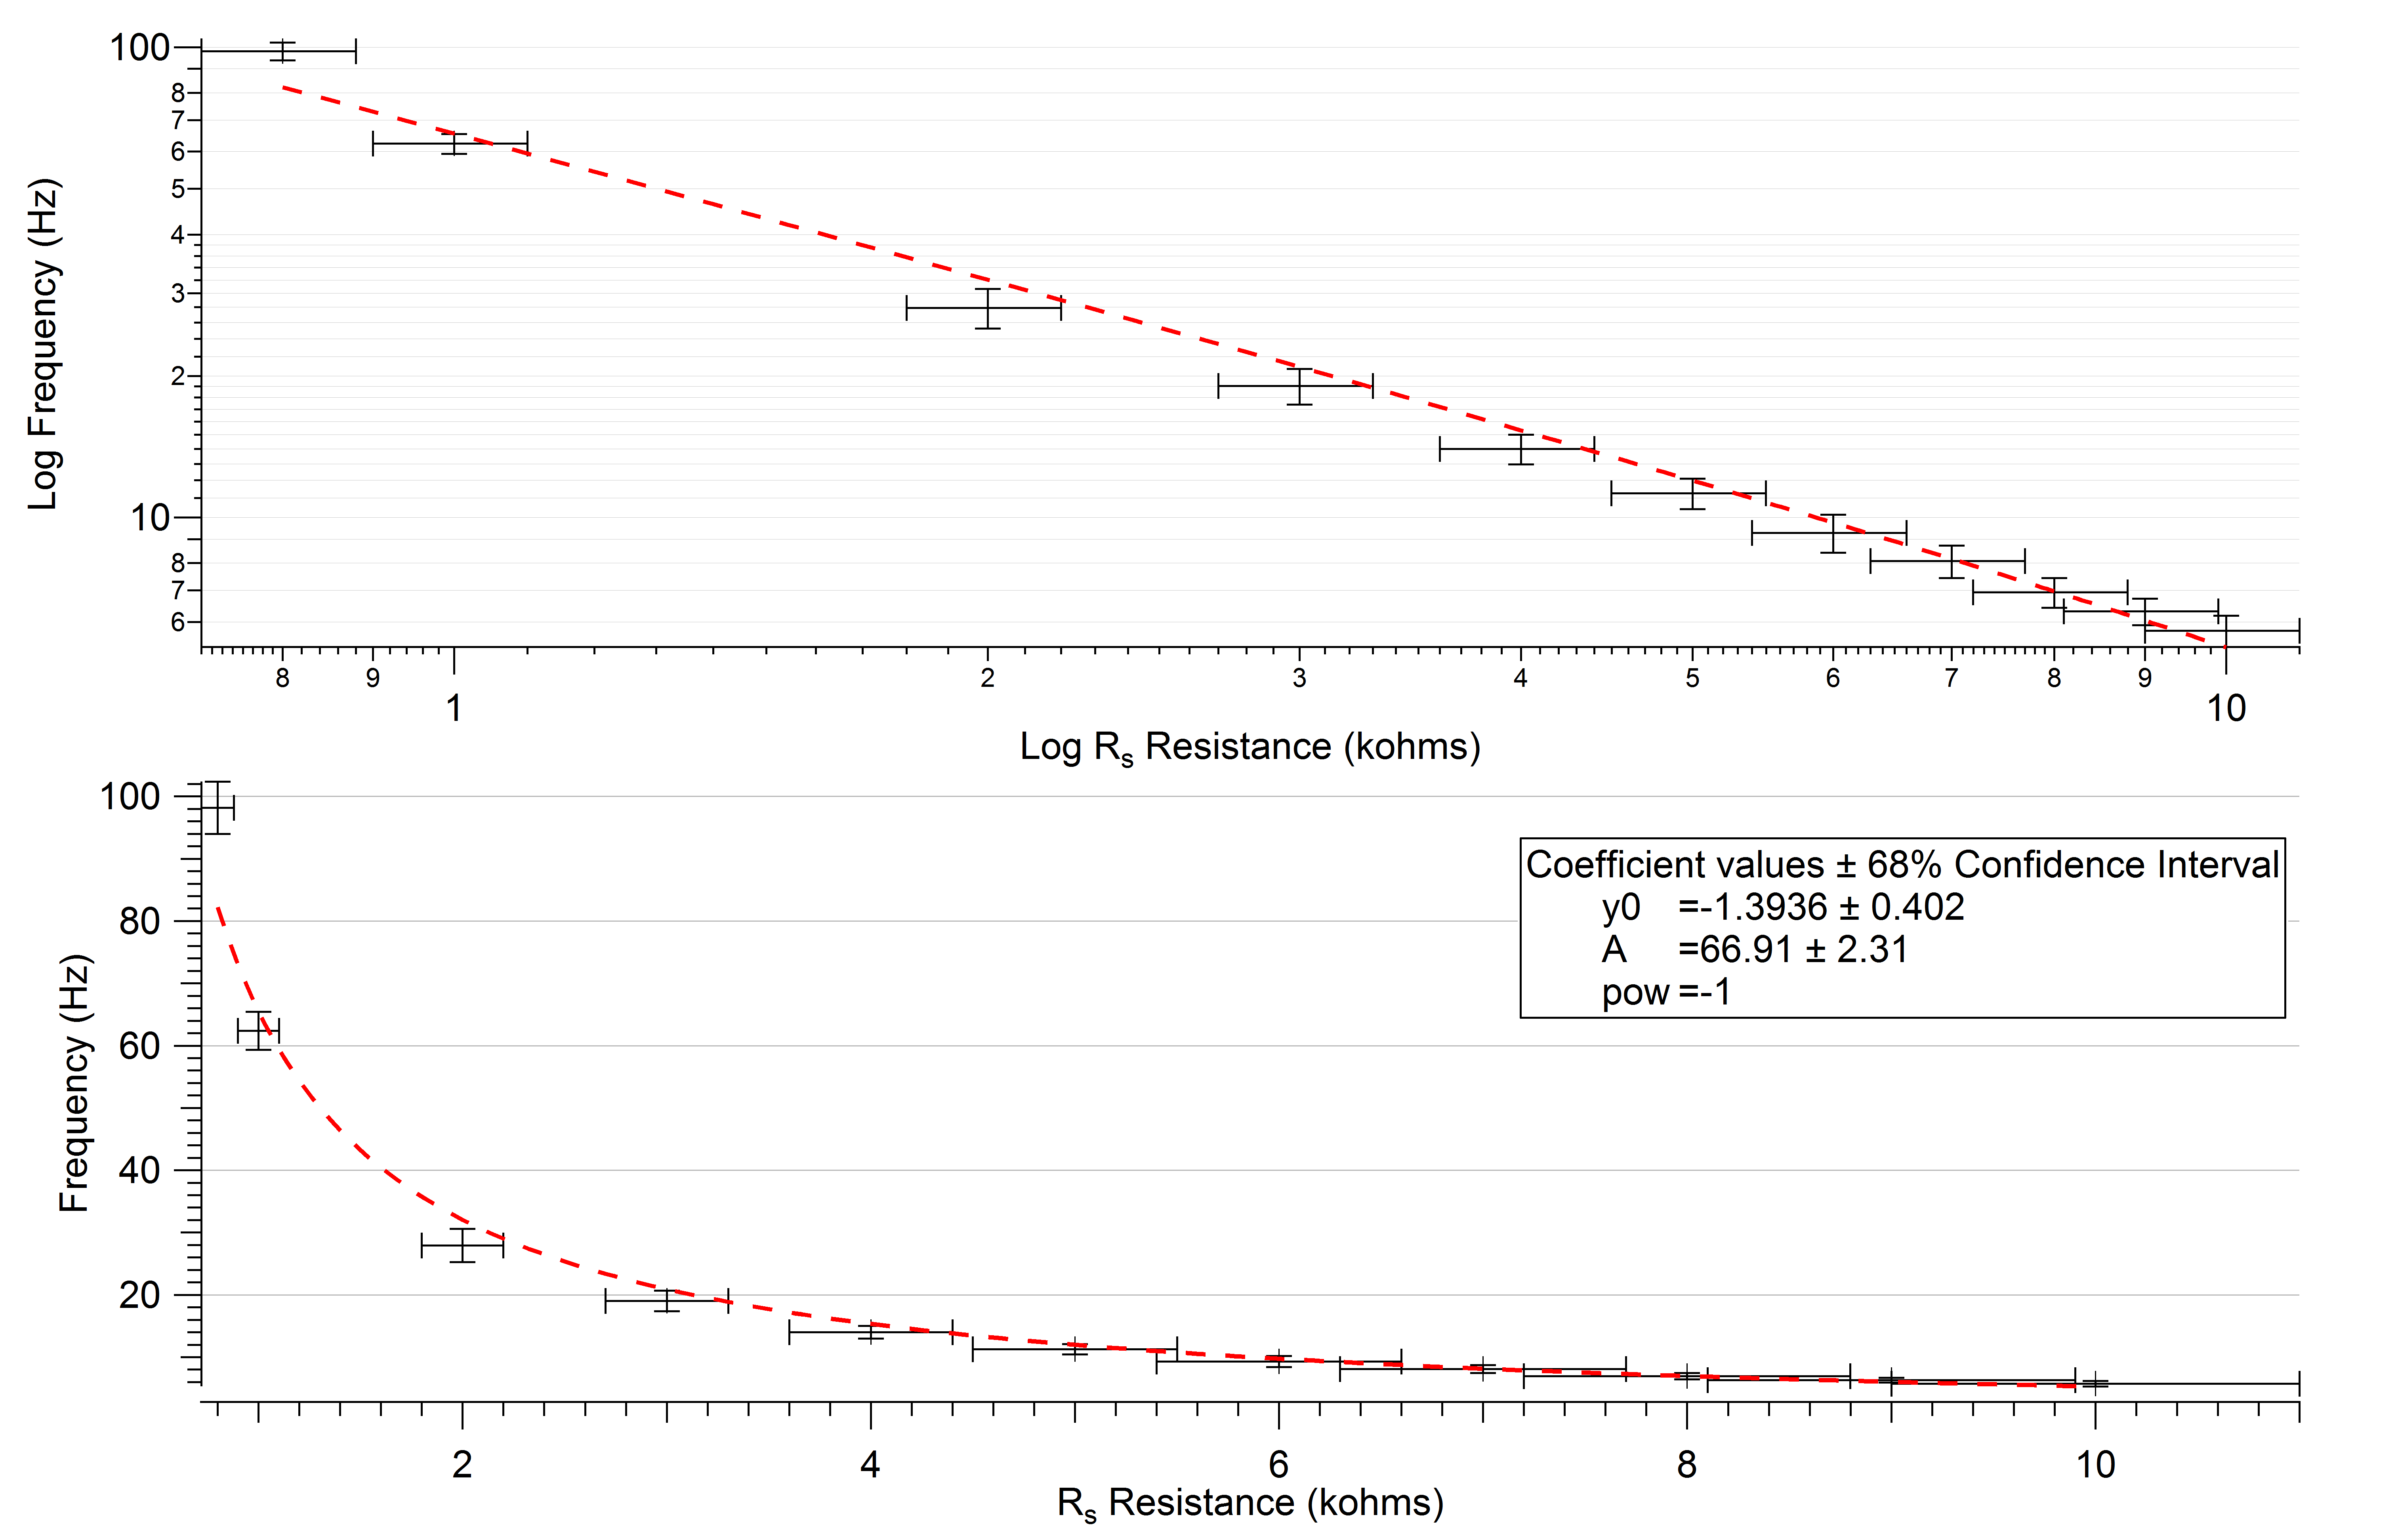 100
8
7
6
5
4
3
2
10
8
7
6
Log Frequency (Hz)
8 9 2 3 4 5 6 7 8 9
1 10
Log Rs Resistance (kohms)
100
80
60
40
20
Frequency (Hz)
Coefficient values ± 68% Confidence Interval
y0 =-1.3936 ± 0.402
A =66.91 ± 2.31
pow =-1
2 4 6 8 10
Rs Resistance (kohms)